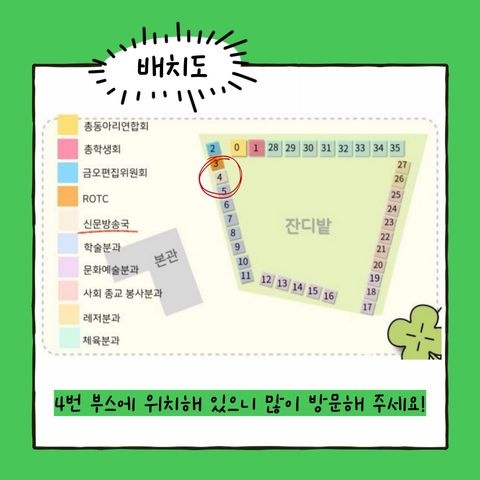 배치도
총동아리연합회
총학생회
금오편집위원회
ROTC
신문방송국
학술분과
문화예술분과
사회 종교 봉사분과
레저분과
체육분과
2 0 1 28 29 30 31 32 33 34 35
3
4
5
6
7
8
9
10
11
12 13 14 15 16
27
26
25
24
23
22
21
20
19
18
17
잔디밭
본관
4번 부스에 위치해 있으니 많이 방문해 주세요!